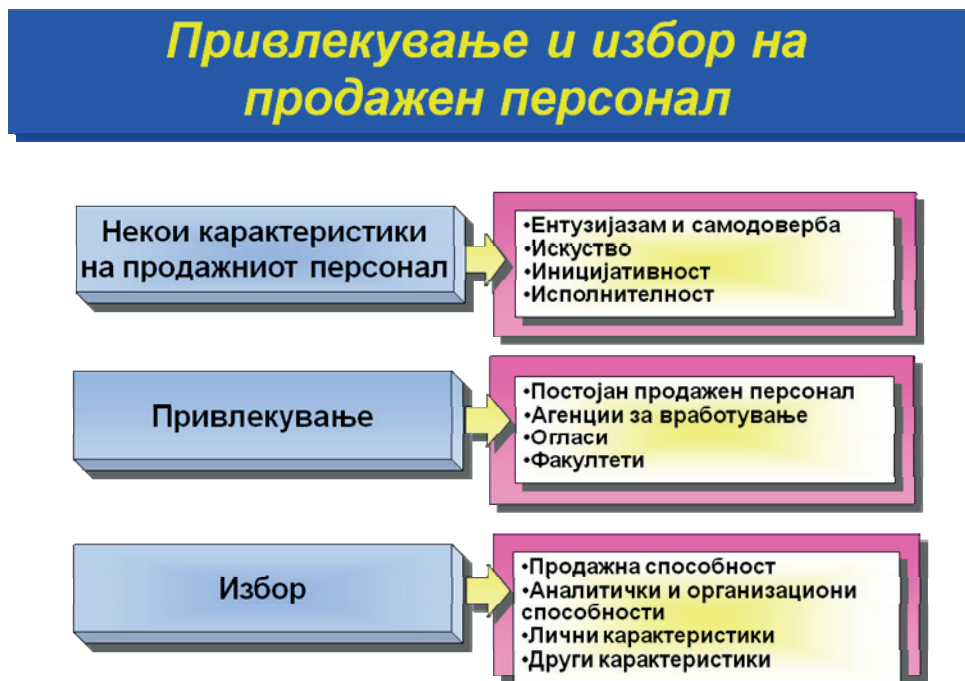 Привлекување и избор на
продажен персонал
Некои карактеристики
на продажниот персонал
•Ентузијазам и самодоверба
•Искуство
•Иницијативност
•Исполнителност
Привлекување
•Постојан продажен персонал
•Агенции за вработување
•Огласи
•Факултети
Избор
•Продажна способност
•Аналитички и организациони
способности
•Лични карактеристики
•Други карактеристики